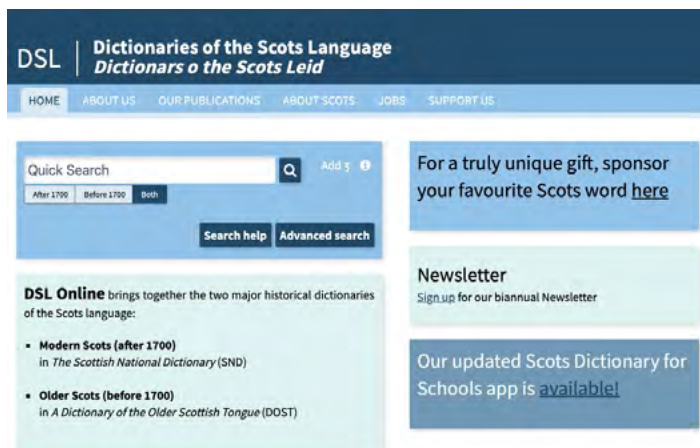 DSL
Dictionaries of the Scots Language
Dictionars o the Scots Leid
HOME ABOUT US OUR PUBLICATIONS ABOUT SCOTS JOBS SUPPORT US
Quick Search
Add ȝ
After 1700 Before 1700 Both
Search help Advanced search
DSL Online brings together the two major historical dictionaries
of the Scots language:
▪ Modern Scots (after 1700)
in The Scottish National Dictionary (SND)
▪ Older Scots (before 1700)
in A Dictionary of the Older Scottish Tongue (DOST)
For a truly unique gift, sponsor
your favourite Scots word here
Newsletter
Sign up for our biannual Newsletter
Our updated Scots Dictionary for
Schools app is available!